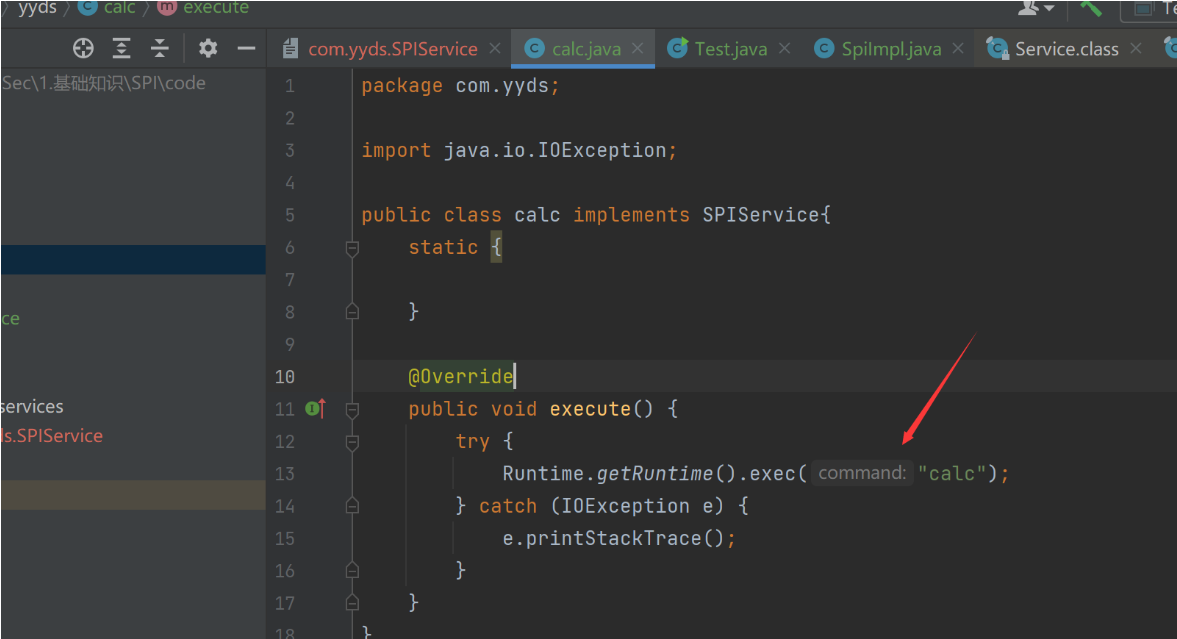 yyds calc execute
com.yyds.SPIService calc.java Test.java SpiImpl.java Service.class
Sec\1.基础知识\SPI\code
ce
services
ls.SPIService
1 package com.yyds;
2
3 import java.io.IOException;
4
5 public class calc implements SPIService{
6 static {
7
8 }
9
10 @Override
11 public void execute() {
12 try {
13 Runtime.getRuntime().exec( command: "calc");
14 } catch (IOException e) {
15 e.printStackTrace();
16 }
17 }
18 }